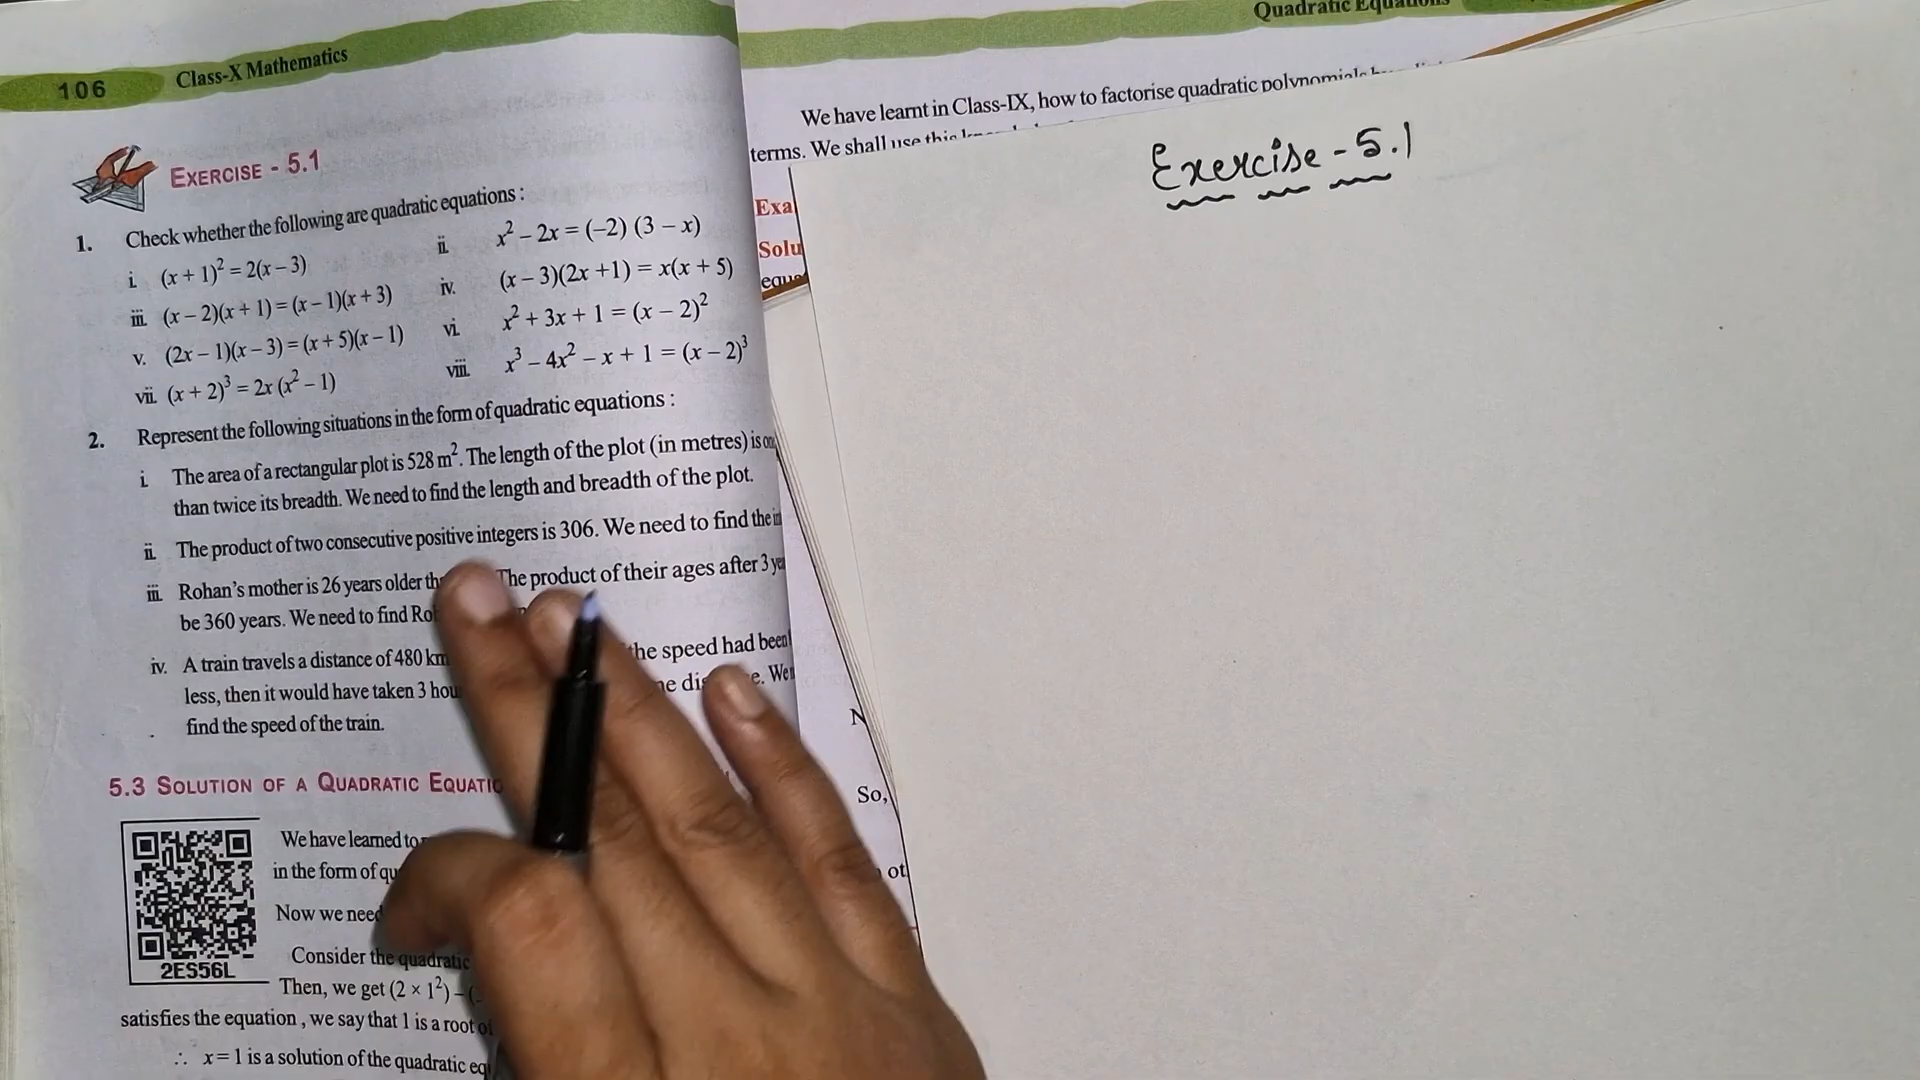 106
Class-X Mathematics
EXERCISE - 5.1
1. Check whether the following are quadratic equations :
i. (x + 1)² = 2(x – 3)
ii. x² – 2x = (–2) (3 – x)
iii. (x – 2)(x + 1) = (x – 1)(x + 3)
iv. (x – 3)(2x +1) = x(x + 5)
v. (2x – 1)(x – 3) = (x + 5)(x – 1)
vi. x² + 3x + 1 = (x – 2)²
vii. (x + 2)³ = 2x (x² – 1)
viii. x³ – 4x² – x + 1 = (x – 2)³
2. Represent the following situations in the form of quadratic equations :
i. The area of a rectangular plot is 528 m². The length of the plot (in metres) is
than twice its breadth. We need to find the length and breadth of the plot.
ii. The product of two consecutive positive integers is 306. We need to find the
iii. Rohan's mother is 26 years older The product of their ages after 3
be 360 years. We need to find
iv. A train travels a distance of 480 km the speed had been
less, then it would have taken 3 We
find the speed of the train.
5.3 SOLUTION OF A QUADRATIC
2ES56L
We have learned to
in the form of
Now we need
Consider the quadratic
Then, we get (2 × 1²) –
satisfies the equation , we say that 1 is a root
∴ x = 1 is a solution of the quadratic
Quadratic Equations
We have learnt in Class-IX, how to factorise quadratic polynomials
terms. We shall use this
Exa
Solu
equa
So,
ot
Exercise - 5.1